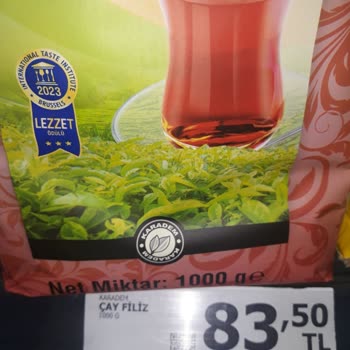 INTERNATIONAL TASTE INSTITUTE
2023
BRUSSELS
LEZZET
ÖDÜLÜ
KARADEM
KARADEM
Net Miktar: 1000 g℮
KARADEM
ÇAY FİLİZ
1000 G
83,50
TL